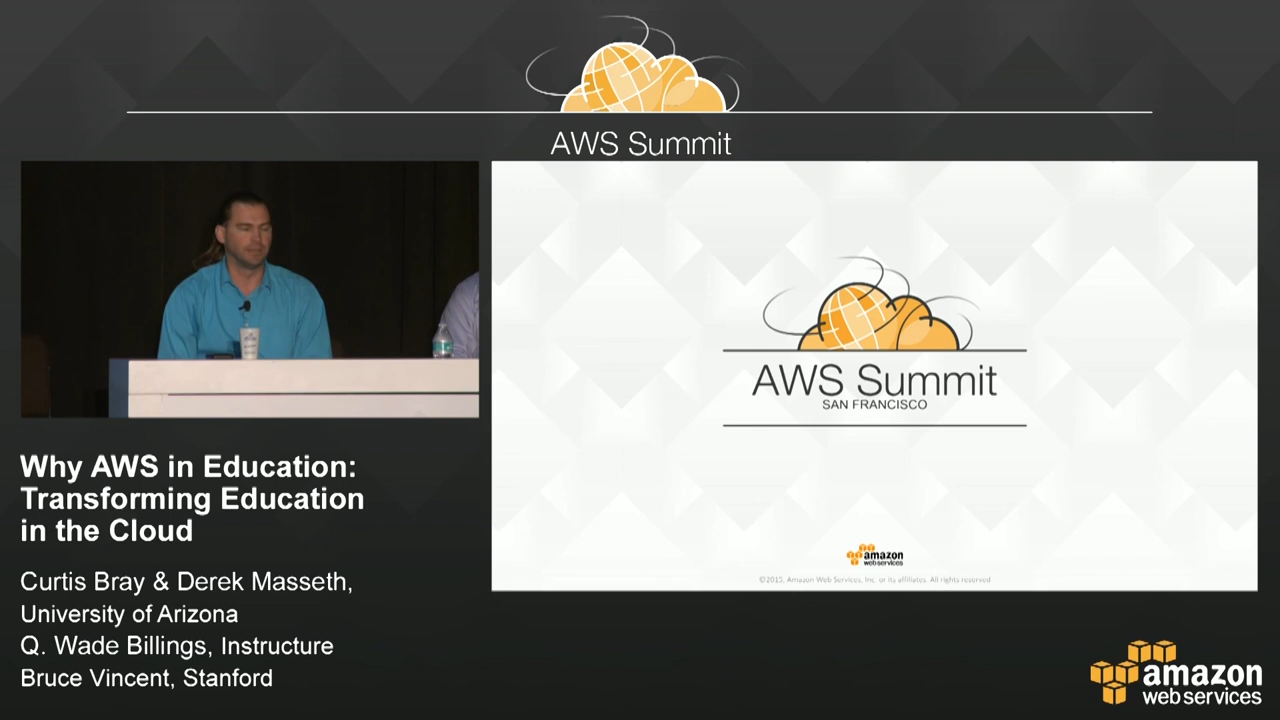 AWS Summit
AWS Summit
SAN FRANCISCO
amazon
web services
©2015, Amazon Web Services, Inc. or its affiliates. All rights reserved
Why AWS in Education:
Transforming Education
in the Cloud
Curtis Bray & Derek Masseth,
University of Arizona
Q. Wade Billings, Instructure
Bruce Vincent, Stanford
amazon
web services